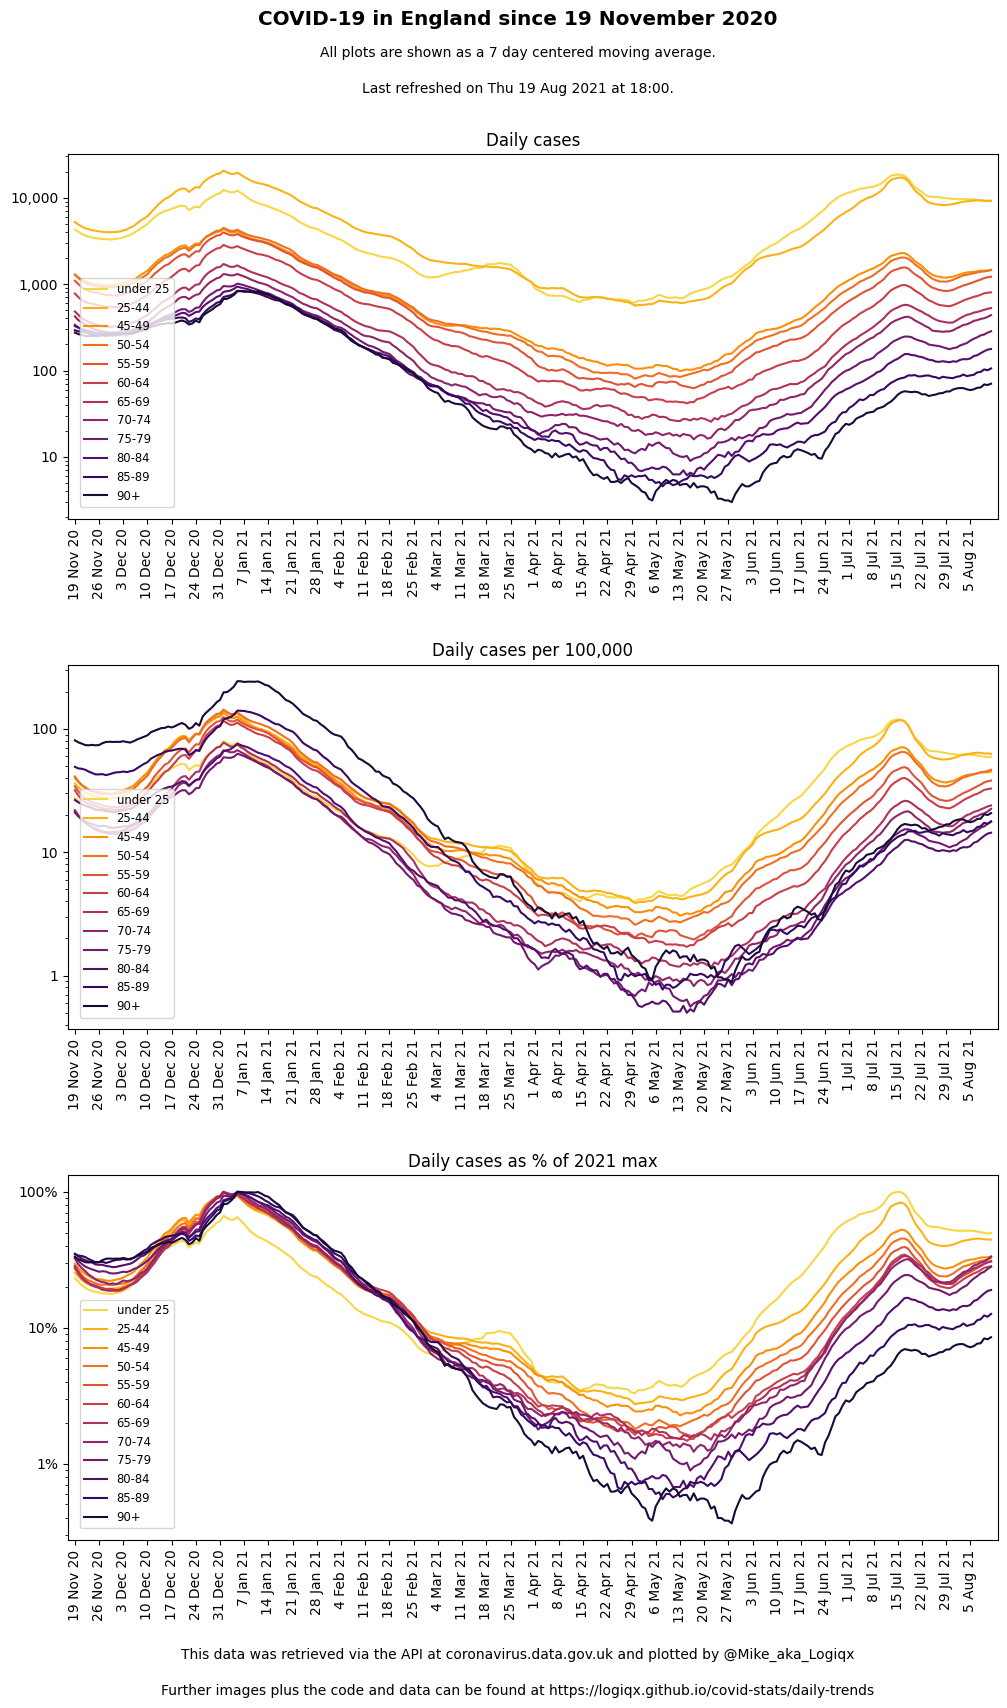 COVID-19 in England since 19 November 2020
All plots are shown as a 7 day centered moving average.
Last refreshed on Thu 19 Aug 2021 at 18:00.
Daily cases
10,000
1,000
100
10
under 25
25-44
45-49
50-54
55-59
60-64
65-69
70-74
75-79
80-84
85-89
90+
19 Nov 20
26 Nov 20
3 Dec 20
10 Dec 20
17 Dec 20
24 Dec 20
31 Dec 20
7 Jan 21
14 Jan 21
21 Jan 21
28 Jan 21
4 Feb 21
11 Feb 21
18 Feb 21
25 Feb 21
4 Mar 21
11 Mar 21
18 Mar 21
25 Mar 21
1 Apr 21
8 Apr 21
15 Apr 21
22 Apr 21
29 Apr 21
6 May 21
13 May 21
20 May 21
27 May 21
3 Jun 21
10 Jun 21
17 Jun 21
24 Jun 21
1 Jul 21
8 Jul 21
15 Jul 21
22 Jul 21
29 Jul 21
5 Aug 21
Daily cases per 100,000
100
10
1
under 25
25-44
45-49
50-54
55-59
60-64
65-69
70-74
75-79
80-84
85-89
90+
19 Nov 20
26 Nov 20
3 Dec 20
10 Dec 20
17 Dec 20
24 Dec 20
31 Dec 20
7 Jan 21
14 Jan 21
21 Jan 21
28 Jan 21
4 Feb 21
11 Feb 21
18 Feb 21
25 Feb 21
4 Mar 21
11 Mar 21
18 Mar 21
25 Mar 21
1 Apr 21
8 Apr 21
15 Apr 21
22 Apr 21
29 Apr 21
6 May 21
13 May 21
20 May 21
27 May 21
3 Jun 21
10 Jun 21
17 Jun 21
24 Jun 21
1 Jul 21
8 Jul 21
15 Jul 21
22 Jul 21
29 Jul 21
5 Aug 21
Daily cases as % of 2021 max
100%
10%
1%
under 25
25-44
45-49
50-54
55-59
60-64
65-69
70-74
75-79
80-84
85-89
90+
19 Nov 20
26 Nov 20
3 Dec 20
10 Dec 20
17 Dec 20
24 Dec 20
31 Dec 20
7 Jan 21
14 Jan 21
21 Jan 21
28 Jan 21
4 Feb 21
11 Feb 21
18 Feb 21
25 Feb 21
4 Mar 21
11 Mar 21
18 Mar 21
25 Mar 21
1 Apr 21
8 Apr 21
15 Apr 21
22 Apr 21
29 Apr 21
6 May 21
13 May 21
20 May 21
27 May 21
3 Jun 21
10 Jun 21
17 Jun 21
24 Jun 21
1 Jul 21
8 Jul 21
15 Jul 21
22 Jul 21
29 Jul 21
5 Aug 21
This data was retrieved via the API at coronavirus.data.gov.uk and plotted by @Mike_aka_Logiqx
Further images plus the code and data can be found at https://logiqx.github.io/covid-stats/daily-trends